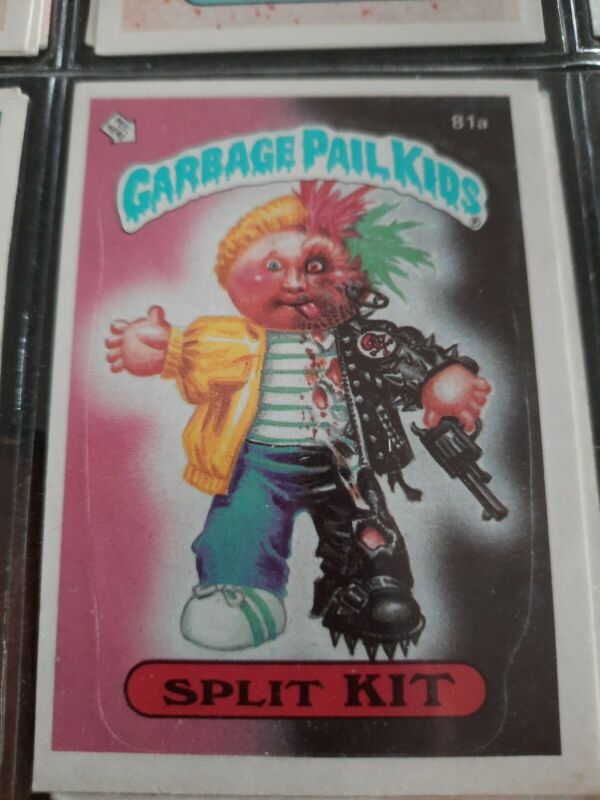 81a
GARBAGE PAIL KIDS
®
SPLIT KIT